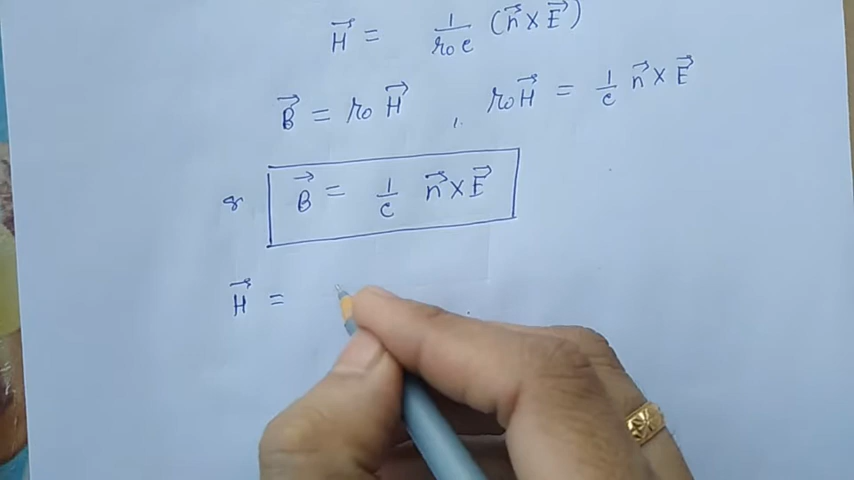 H⃗ = 1/μ₀c (n⃗ × E⃗)
B⃗ = μ₀ H⃗ , μ₀H⃗ = 1/c n⃗ × E⃗
or B⃗ = 1/c n⃗ × E⃗
H⃗ =